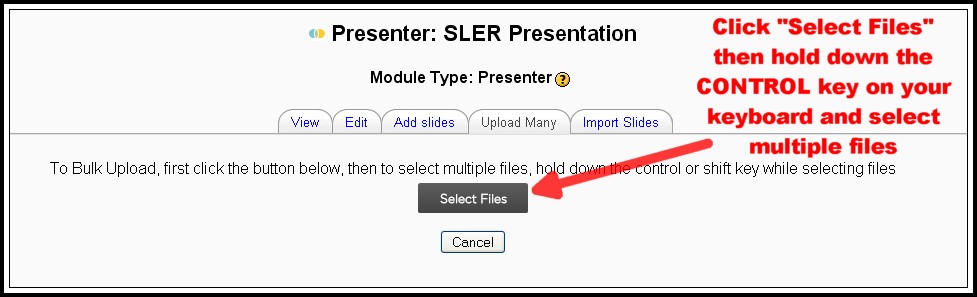 Presenter: SLER Presentation
Module Type: Presenter ?
Click "Select Files"
then hold down the
CONTROL key on your
keyboard and select
multiple files
View Edit Add slides Upload Many Import Slides
To Bulk Upload, first click the button below, then to select multiple files, hold down the control or shift key while selecting files
Select Files
Cancel